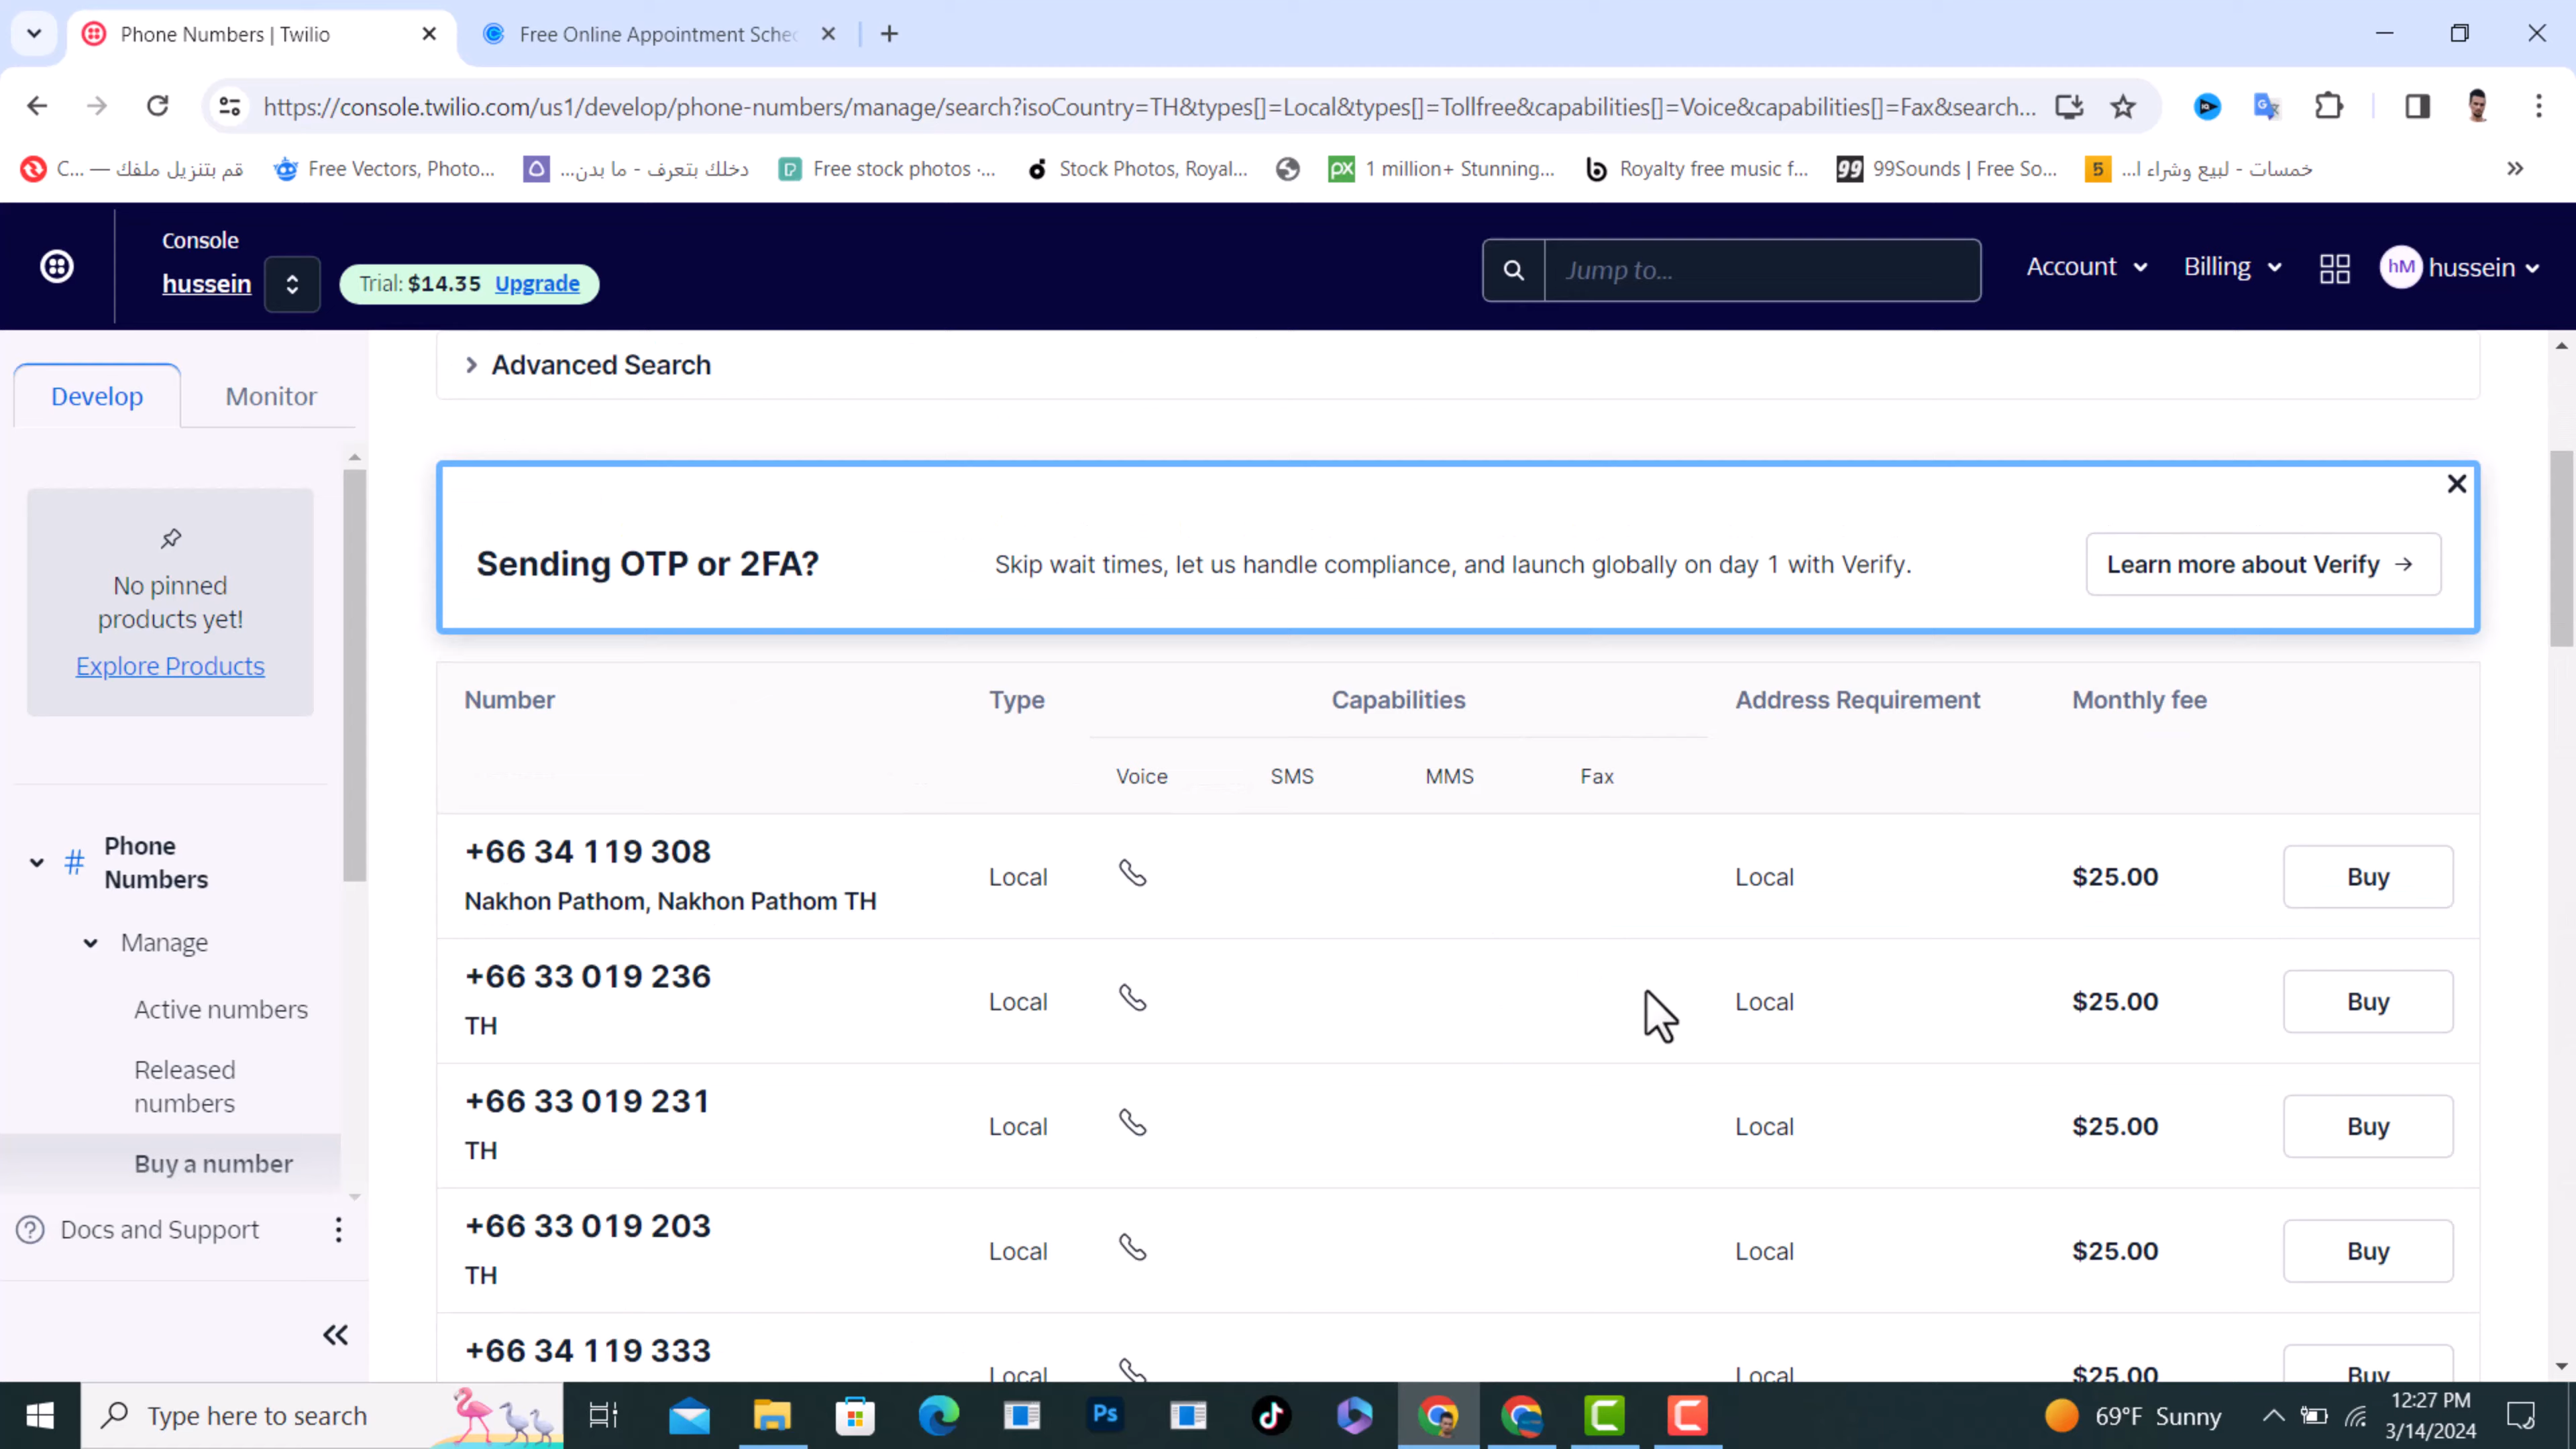 Phone Numbers | Twilio
Free Online Appointment Sched
https://console.twilio.com/us1/develop/phone-numbers/manage/search?isoCountry=TH&types[]=Local&types[]=Tollfree&capabilities[]=Voice&capabilities[]=Fax&search...
قم بتنزيل ملفك — ...C
Free Vectors, Photo...
دخلك بتعرف - ما بدن...
Free stock photos ·...
Stock Photos, Royal...
px 1 million+ Stunning...
Royalty free music f...
99 99Sounds | Free So...
5 خمسات - لبيع وشراء ا...
Console
hussein
Trial: $14.35 Upgrade
Jump to...
Account
Billing
hM hussein
Develop
Monitor
No pinned
products yet!
Explore Products
# Phone
Numbers
Manage
Active numbers
Released
numbers
Buy a number
Docs and Support
Advanced Search
Sending OTP or 2FA?
Skip wait times, let us handle compliance, and launch globally on day 1 with Verify.
Learn more about Verify →
Number Type Capabilities Address Requirement Monthly fee
Voice SMS MMS Fax
+66 34 119 308
Nakhon Pathom, Nakhon Pathom TH
Local Local $25.00 Buy
+66 33 019 236
TH
Local Local $25.00 Buy
+66 33 019 231
TH
Local Local $25.00 Buy
+66 33 019 203
TH
Local Local $25.00 Buy
+66 34 119 333
Local Local $25.00 Buy
Type here to search
Ps
69°F Sunny
12:27 PM
3/14/2024